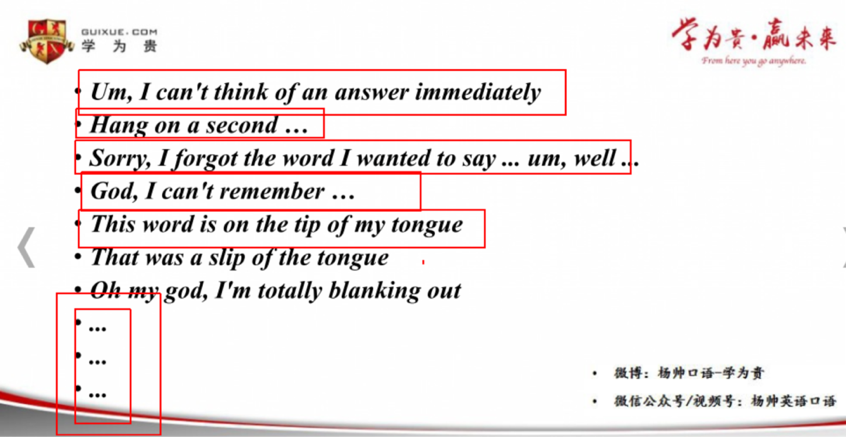 GUIXUE.COM
学为贵
学为贵·赢未来
From here you go anywhere.
• Um, I can't think of an answer immediately
• Hang on a second …
• Sorry, I forgot the word I wanted to say ... um, well ...
• God, I can't remember …
• This word is on the tip of my tongue
• That was a slip of the tongue
• Oh my god, I'm totally blanking out
• ...
• ...
• ...
• 微博：杨帅口语-学为贵
• 微信公众号/视频号：杨帅英语口语